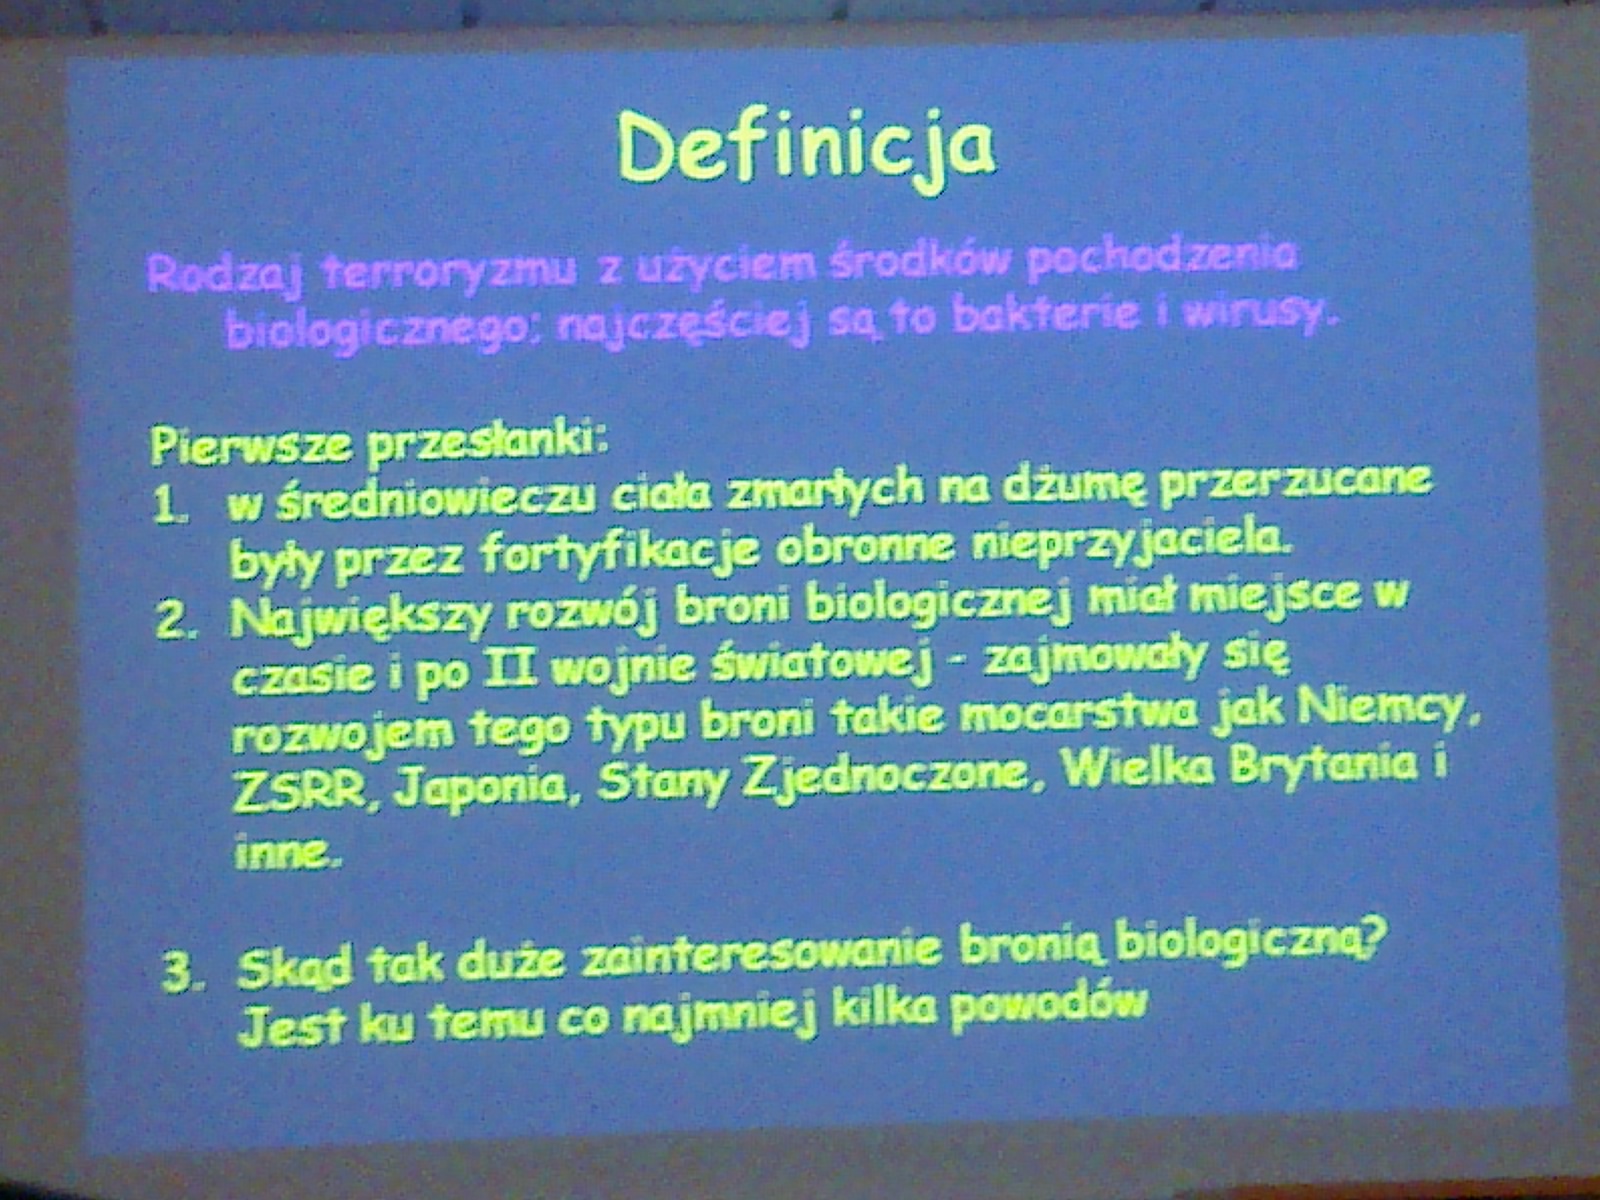 Definicja
Rodzaj terroryzmu z użyciem środków pochodzenia
biologicznego; najczęściej są to bakterie i wirusy.
Pierwsze przesłanki:
1. w średniowieczu ciała zmarłych na dżumę przerzucane
były przez fortyfikacje obronne nieprzyjaciela.
2. Największy rozwój broni biologicznej miał miejsce w
czasie i po II wojnie światowej - zajmowały się
rozwojem tego typu broni takie mocarstwa jak Niemcy,
ZSRR, Japonia, Stany Zjednoczone, Wielka Brytania i
inne.
3. Skąd tak duże zainteresowanie bronią biologiczną?
Jest ku temu co najmniej kilka powodów